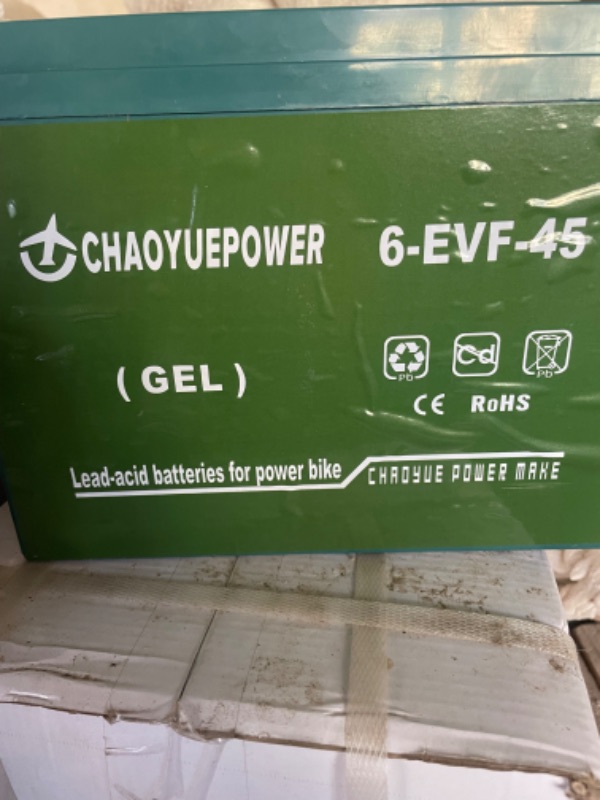 CHAOYUEPOWER 6-EVF-45
(GEL)
Pb Cd Pb
CE RoHS
Lead-acid batteries for power bike CHAOYUE POWER MAKE